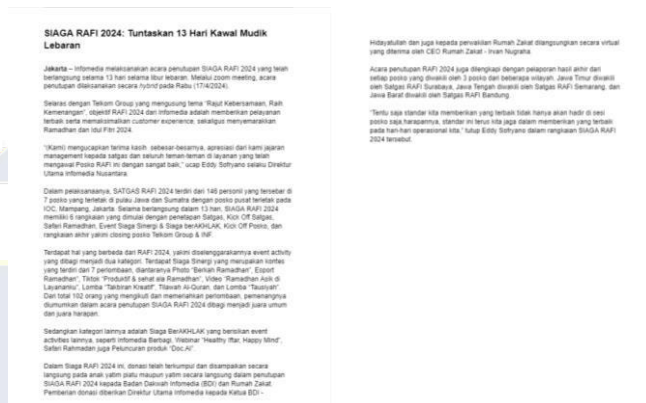 SIAGA RAFI 2024: Tuntaskan 13 Hari Kawal Mudik
Lebaran
Jakarta – Infomedia melaksanakan acara penutupan SIAGA RAFI 2024 yang telah
berlangsung selama 13 hari selama libur lebaran. Melalui zoom meeting, acara
penutupan dilaksanakan secara hybrid pada Rabu (17/4/2024).
Selaras dengan Telkom Group yang mengusung tema "Rajut Kebersamaan, Raih
Kemenangan", objektif RAFI 2024 dari Infomedia adalah memberikan pelayanan
terbaik serta memaksimalkan customer experience, sekaligus menyemarakkan
Ramadhan dan Idul Fitri 2024.
"(Kami) mengucapkan terima kasih sebesar-besarnya, apresiasi dari kami jajaran
management kepada satgas dan seluruh teman-teman di layanan yang telah
mengawal Posko RAFI ini dengan sangat baik," ucap Eddy Sofryano selaku Direktur
Utama Infomedia Nusantara.
Dalam pelaksanaannya, SATGAS RAFI 2024 terdiri dari 148 personil yang tersebar di
7 posko yang terletak di pulau Jawa dan Sumatra dengan posko pusat terletak pada
IOC, Mampang, Jakarta. Selama berlangsung dalam 13 hari, SIAGA RAFI 2024
memiliki 6 rangkaian yang dimulai dengan penetapan Satgas, Kick Off Satgas,
Safari Ramadhan, Event Siaga Sinergi & Siaga berAKHLAK, Kick Off Posko, dan
rangkaian akhir yakni closing posko Telkom Group & INF.
Terdapat hal yang berbeda dari RAFI 2024, yakni diselenggarakannya event activity
yang dibagi menjadi dua kategori. Terdapat Siaga Sinergi yang merupakan kontes
yang terdiri dari 7 perlombaan, diantaranya Photo "Berkah Ramadhan", Esport
Ramadhan", Tiktok "Produktif & sehat ala Ramadhan", Video "Ramadhan Asik di
Layananku", Lomba "Takbiran Kreatif", Tilawah Al-Quran, dan Lomba "Tausiyah".
Dari total 102 orang yang mengikuti dan memeriahkan perlombaan, pemenangnya
diumumkan dalam acara penutupan SIAGA RAFI 2024 dibagi menjadi juara umum
dan juara harapan.
Sedangkan kategori lainnya adalah Siaga BerAKHLAK yang berisikan event
activities lainnya, seperti Infomedia Berbagi, Webinar "Healthy Iftar, Happy Mind",
Safari Rahmadan juga Peluncuran produk "Doc.AI".
Dalam Siaga RAFI 2024 ini, donasi telah terkumpul dan disampaikan secara
langsung pada anak yatim piatu maupun yatim secara langsung dalam penutupan
SIAGA RAFI 2024 kepada Badan Dakwah Infomedia (BDI) dan Rumah Zakat.
Pemberian donasi diberikan Direktur Utama Infomedia kepada Ketua BDI -
Hidayatullah dan juga kepada perwakilan Rumah Zakat dilangsungkan secara virtual
yang diterima oleh CEO Rumah Zakat - Irvan Nugraha.
Acara penutupan RAFI 2024 juga dilengkapi dengan pelaporan hasil akhir dari
setiap posko yang diwakili oleh 3 posko dari beberapa wilayah, Jawa Timur diwakili
oleh Satgas RAFI Surabaya, Jawa Tengah diwakili oleh Satgas RAFI Semarang, dan
Jawa Barat diwakili oleh Satgas RAFI Bandung.
"Tentu saja standar kita memberikan yang terbaik tidak hanya akan hadir di sesi
posko saja,harapannya, standar ini terus kita jaga dalam memberikan yang terbaik
pada hari-hari operasional kita," tutup Eddy Sofryano dalam rangkaian SIAGA RAFI
2024 tersebut.